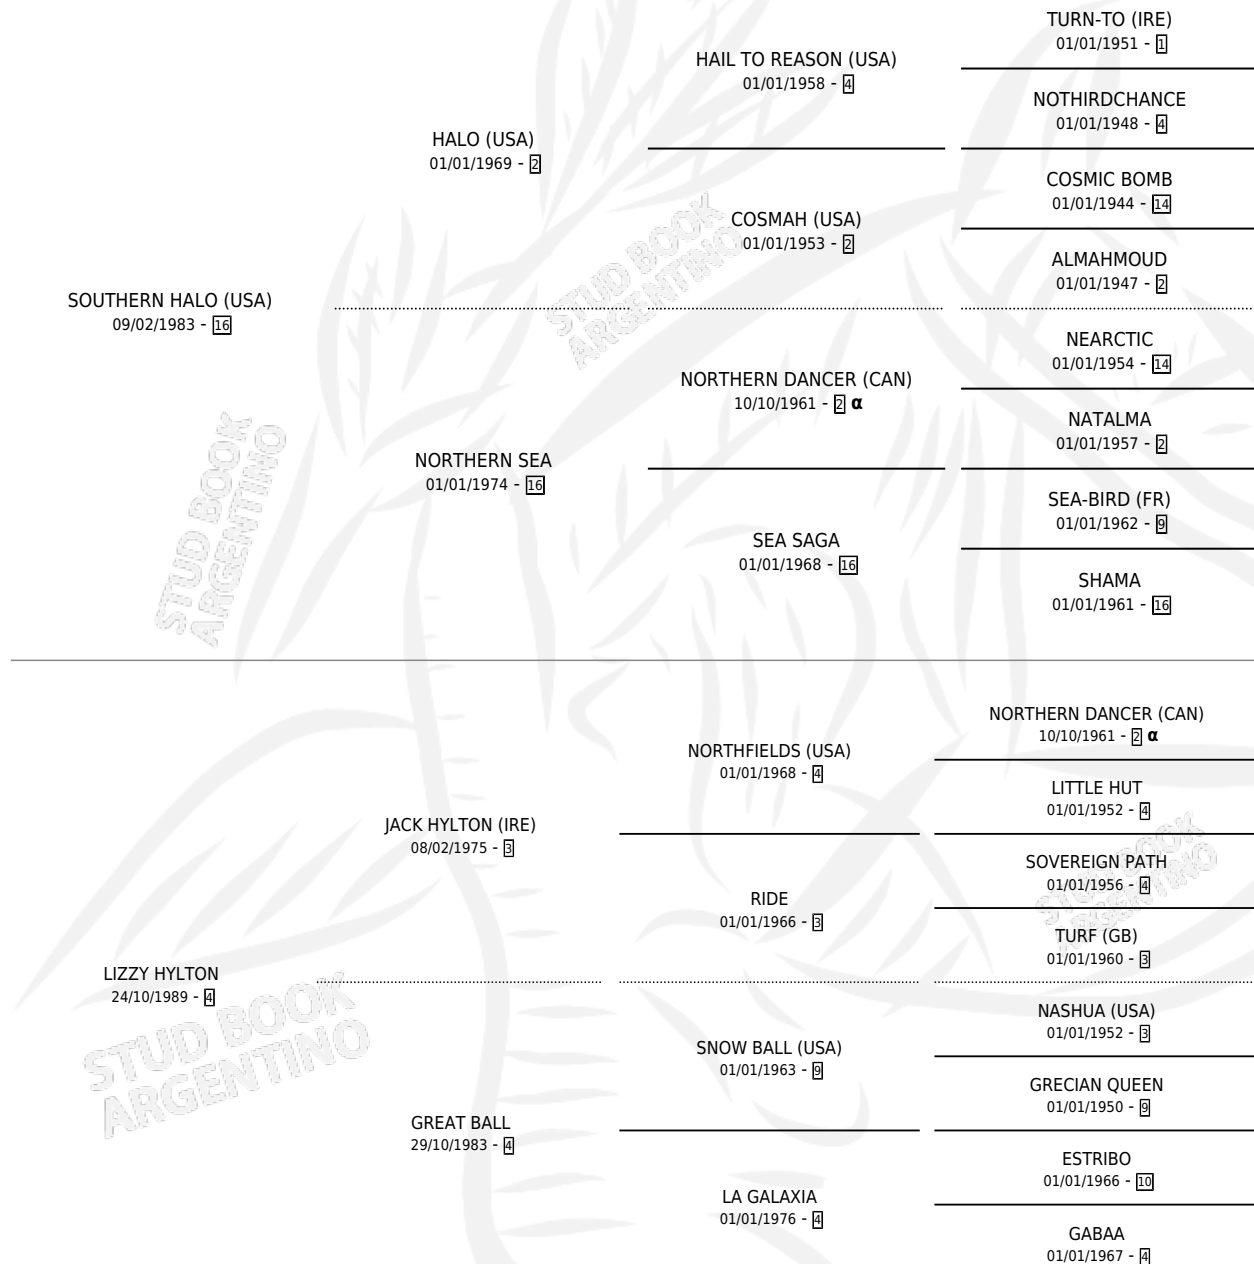 TURN-TO (IRE)
01/01/1951 - 1
HAIL TO REASON (USA)
01/01/1958 - 4
NOTHIRDCHANCE
01/01/1948 - 4
HALO (USA)
01/01/1969 - 2
COSMIC BOMB
01/01/1944 - 14
COSMAH (USA)
01/01/1953 - 2
ALMAHMOUD
01/01/1947 - 2
SOUTHERN HALO (USA)
09/02/1983 - 16
STUD BOOK
ARGENTINO
NEARCTIC
01/01/1954 - 14
NORTHERN DANCER (CAN)
10/10/1961 - 2 α
NATALMA
01/01/1957 - 2
NORTHERN SEA
01/01/1974 - 16
SEA-BIRD (FR)
01/01/1962 - 9
SEA SAGA
01/01/1968 - 16
SHAMA
01/01/1961 - 16
STUD BOOK
ARGENTINO
NORTHERN DANCER (CAN)
10/10/1961 - 2 α
NORTHFIELDS (USA)
01/01/1968 - 4
LITTLE HUT
01/01/1952 - 4
JACK HYLTON (IRE)
08/02/1975 - 3
SOVEREIGN PATH
01/01/1956 - 4
RIDE
01/01/1966 - 3
TURF (GB)
01/01/1960 - 3
STUD BOOK
ARGENTINO
LIZZY HYLTON
24/10/1989 - 4
NASHUA (USA)
01/01/1952 - 3
SNOW BALL (USA)
01/01/1963 - 9
GRECIAN QUEEN
01/01/1950 - 9
GREAT BALL
29/10/1983 - 4
ESTRIBO
01/01/1966 - 10
LA GALAXIA
01/01/1976 - 4
GABAA
01/01/1967 - 4
STUD BOOK
ARGENTINO